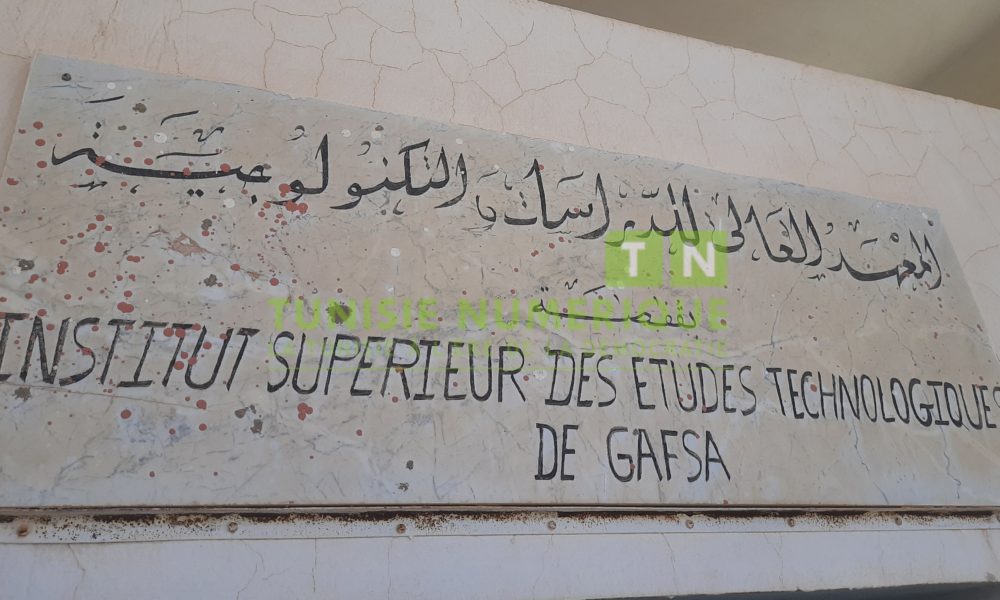 المعهد العالي للدراسات التكنولوجية
بقفصة
INSTITUT SUPERIEUR DES ETUDES TECHNOLOGIQUES
DE GAFSA
TN
TUNISIE NUMERIQUE